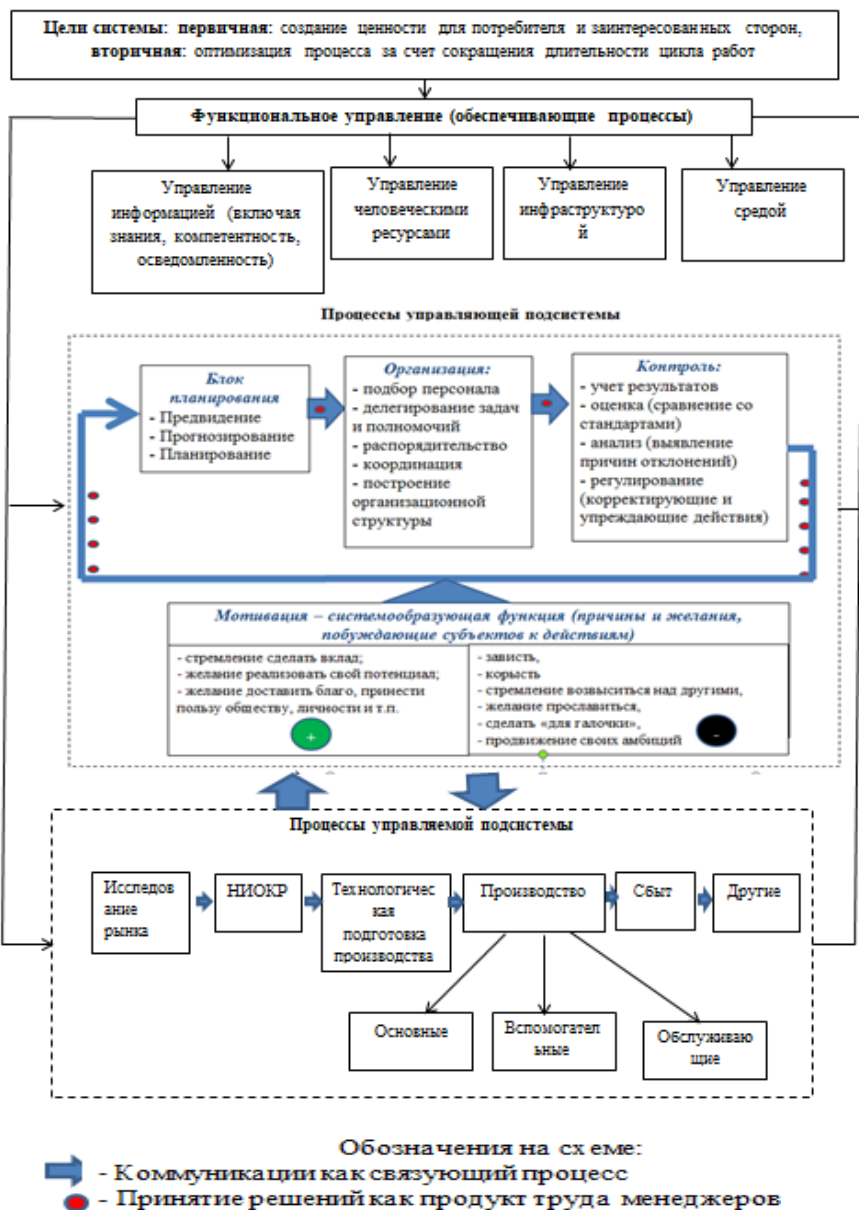 Цели системы: первичная: создание ценности для потребителя и заинтересованных сторон,
вторичная: оптимизация процесса за счет сокращения длительности цикла работ
Функциональное управление (обеспечивающие процессы)
Управление
информацией (включая
знания, компетентность,
осведомленность)
Управление
человеческими
ресурсами
Управление
инфраструктуро
й
Управление
средой
Процессы управляющей подсистемы
Блок
планирования
- Предвидение
- Прогнозирование
- Планирование
Организация:
- подбор персонала
- делегирование задач
и полномочий
- распорядительство
- координация
- построение
организационной
структуры
Контроль:
- учет результатов
- оценка (сравнение со
стандартами)
- анализ (выявление
причин отклонений)
- регулирование
(корректирующие и
упреждающие действия)
Мотивация – системообразующая функция (причины и желания,
побуждающие субъектов к действиям)
- стремление сделать вклад;
- желание реализовать свой потенциал;
- желание доставить благо, принести
пользу обществу, личности и т.п.
+
- зависть,
- корысть
- стремление возвыситься над другими,
- желание прославиться,
- сделать «для галочки»,
- продвижение своих амбиций
-
Процессы управляемой подсистемы
Исследов
ание
рынка
НИОКР
Технологичес
кая
подготовка
производства
Производство
Сбыт
Другие
Основные
Вспомогател
ьные
Обслуживаю
щие
Обозначения на схеме:
- Коммуникации как связующий процесс
- Принятие решений как продукт труда менеджеров